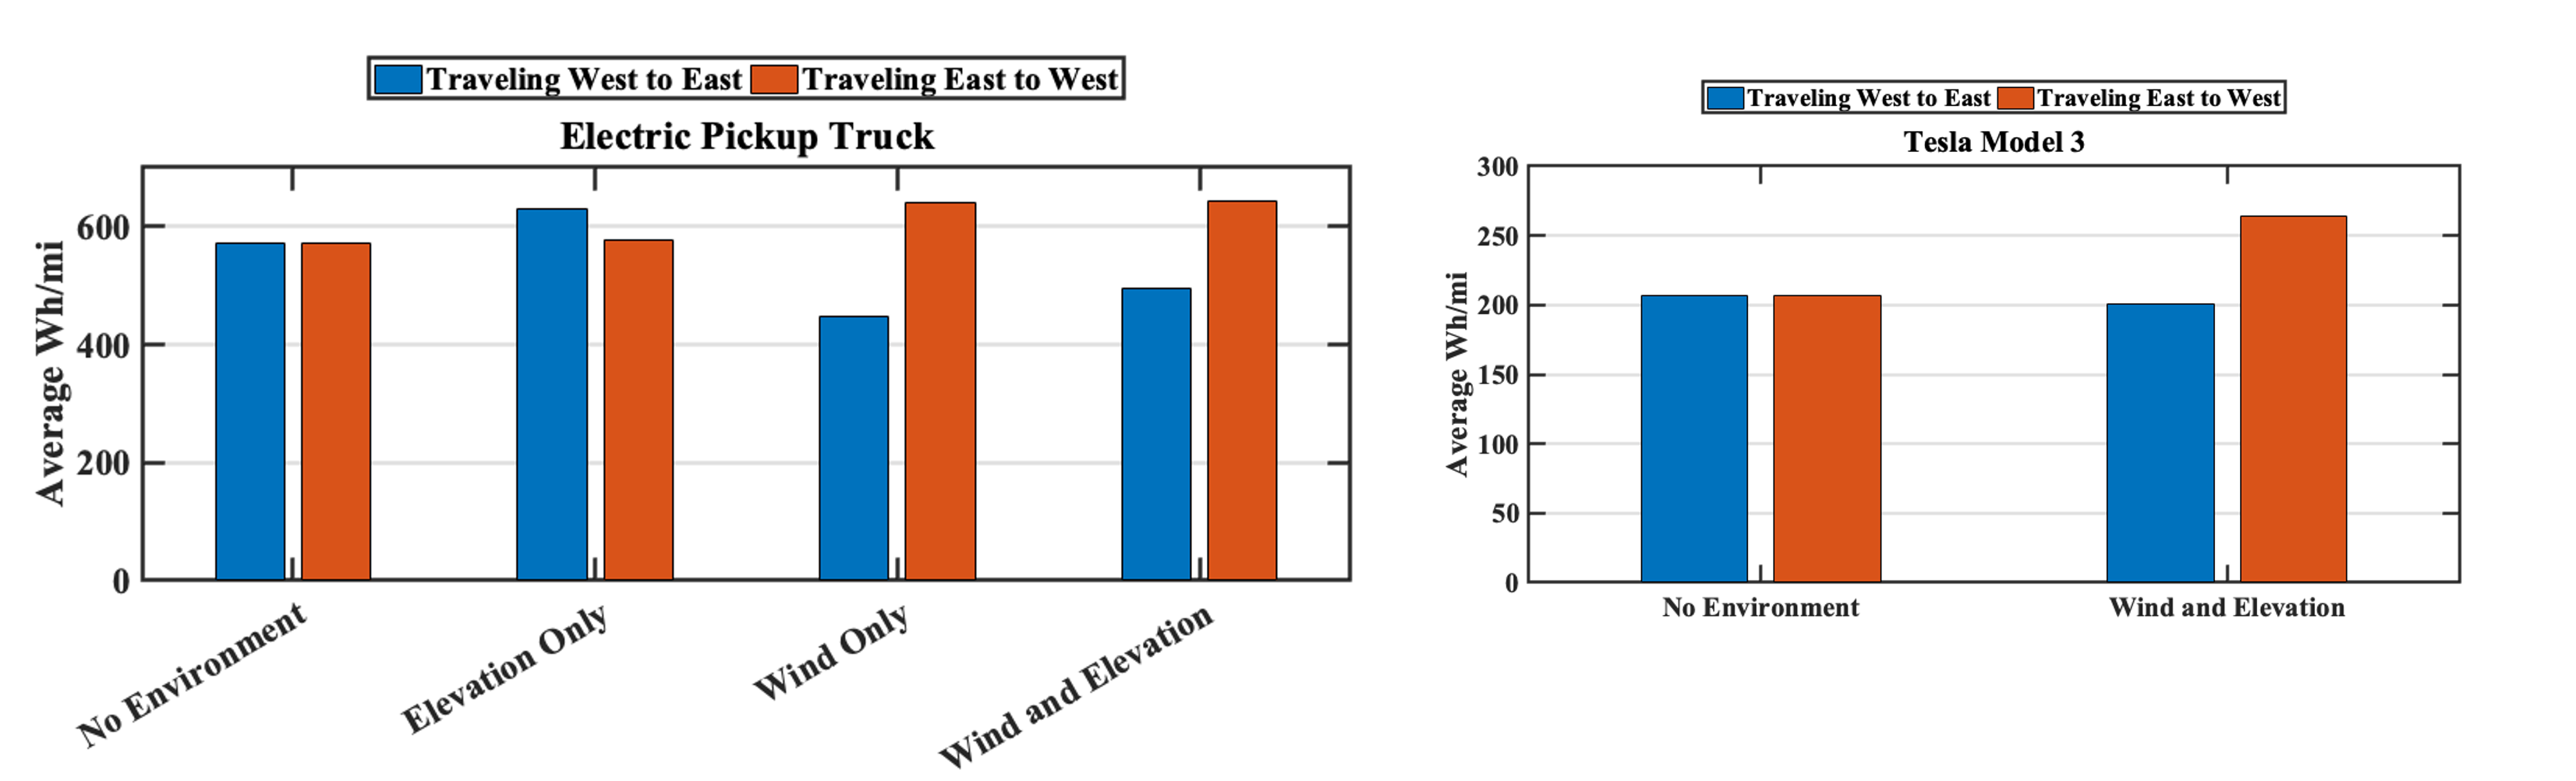 Traveling West to East Traveling East to West
Electric Pickup Truck
Average Wh/mi
600
400
200
0
No Environment
Elevation Only
Wind Only
Wind and Elevation
Traveling West to East Traveling East to West
Tesla Model 3
Average Wh/mi
300
250
200
150
100
50
0
No Environment
Wind and Elevation